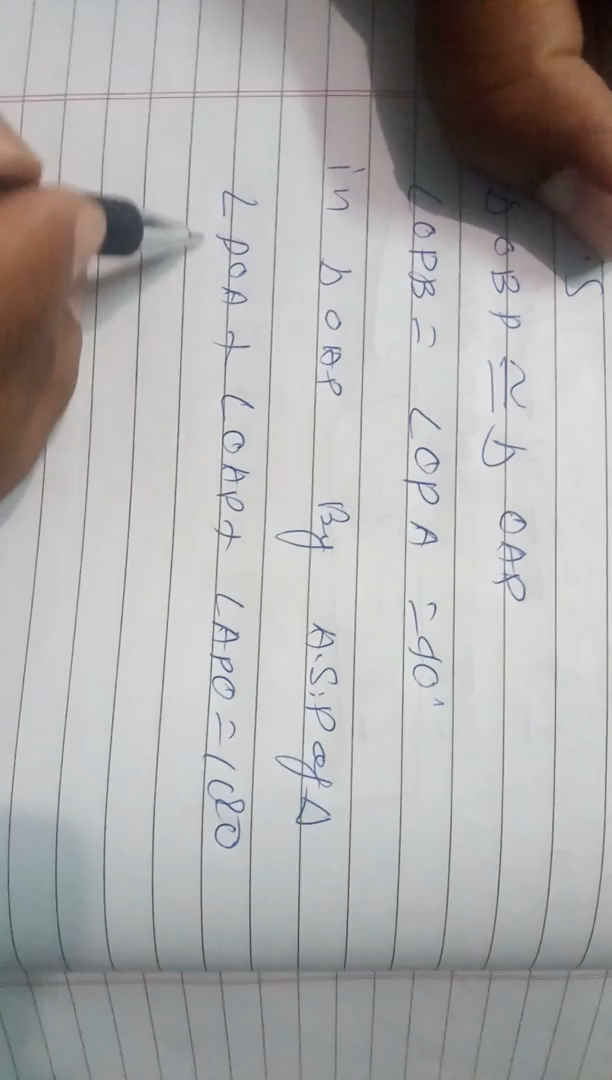 S
Δ OBP ≅ Δ OAP
∠OPB = ∠OPA = 90°
in Δ OAP By A.S.P of Δ
∠POA + ∠OAP + ∠APO = 180